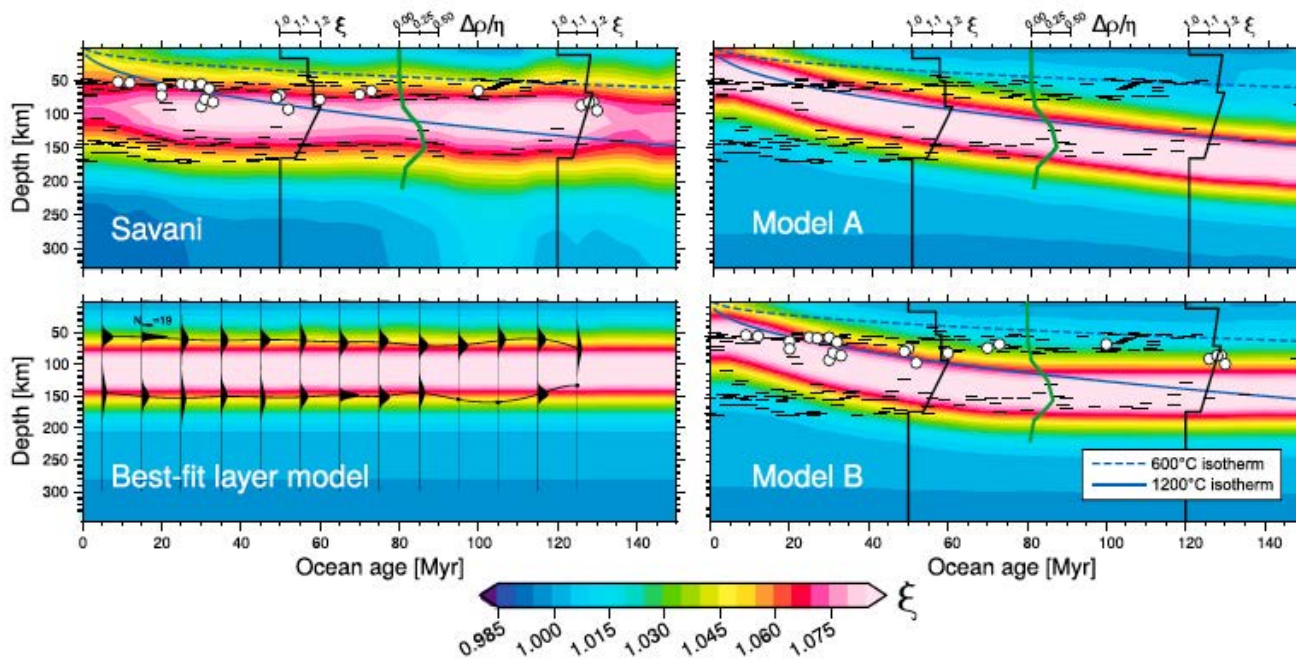 1.0 1.1 1.2 ξ 0.00 0.25 0.50 Δρ/η 1.0 1.1 1.2 ξ
1.0 1.1 1.2 ξ 0.00 0.25 0.50 Δρ/η 1.0 1.1 1.2 ξ
Depth [km]
50
100
150
200
250
300
Savani
Model A
Depth [km]
50
100
150
200
250
300
=19
Best-fit layer model
Model B
600°C isotherm
1200°C isotherm
0 20 40 60 80 100 120 140
Ocean age [Myr]
0 20 40 60 80 100 120 140
Ocean age [Myr]
0.985 1.000 1.015 1.030 1.045 1.060 1.075
ξ